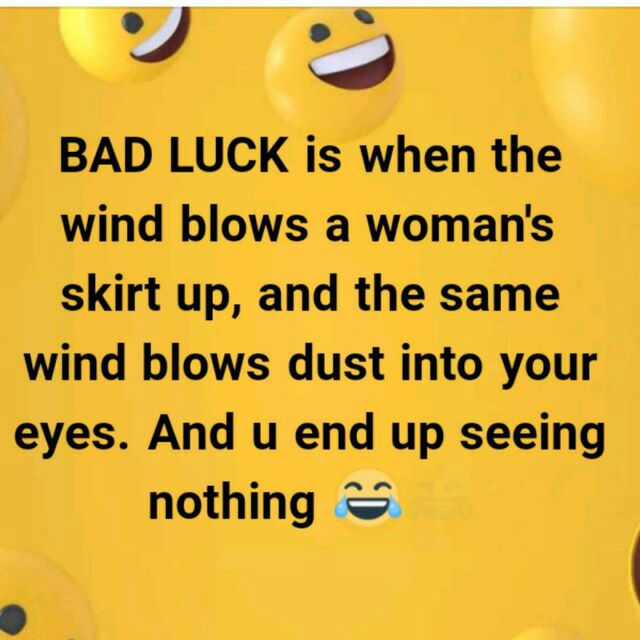 BAD LUCK is when the
wind blows a woman's
skirt up, and the same
wind blows dust into your
eyes. And u end up seeing
nothing 😂🤗